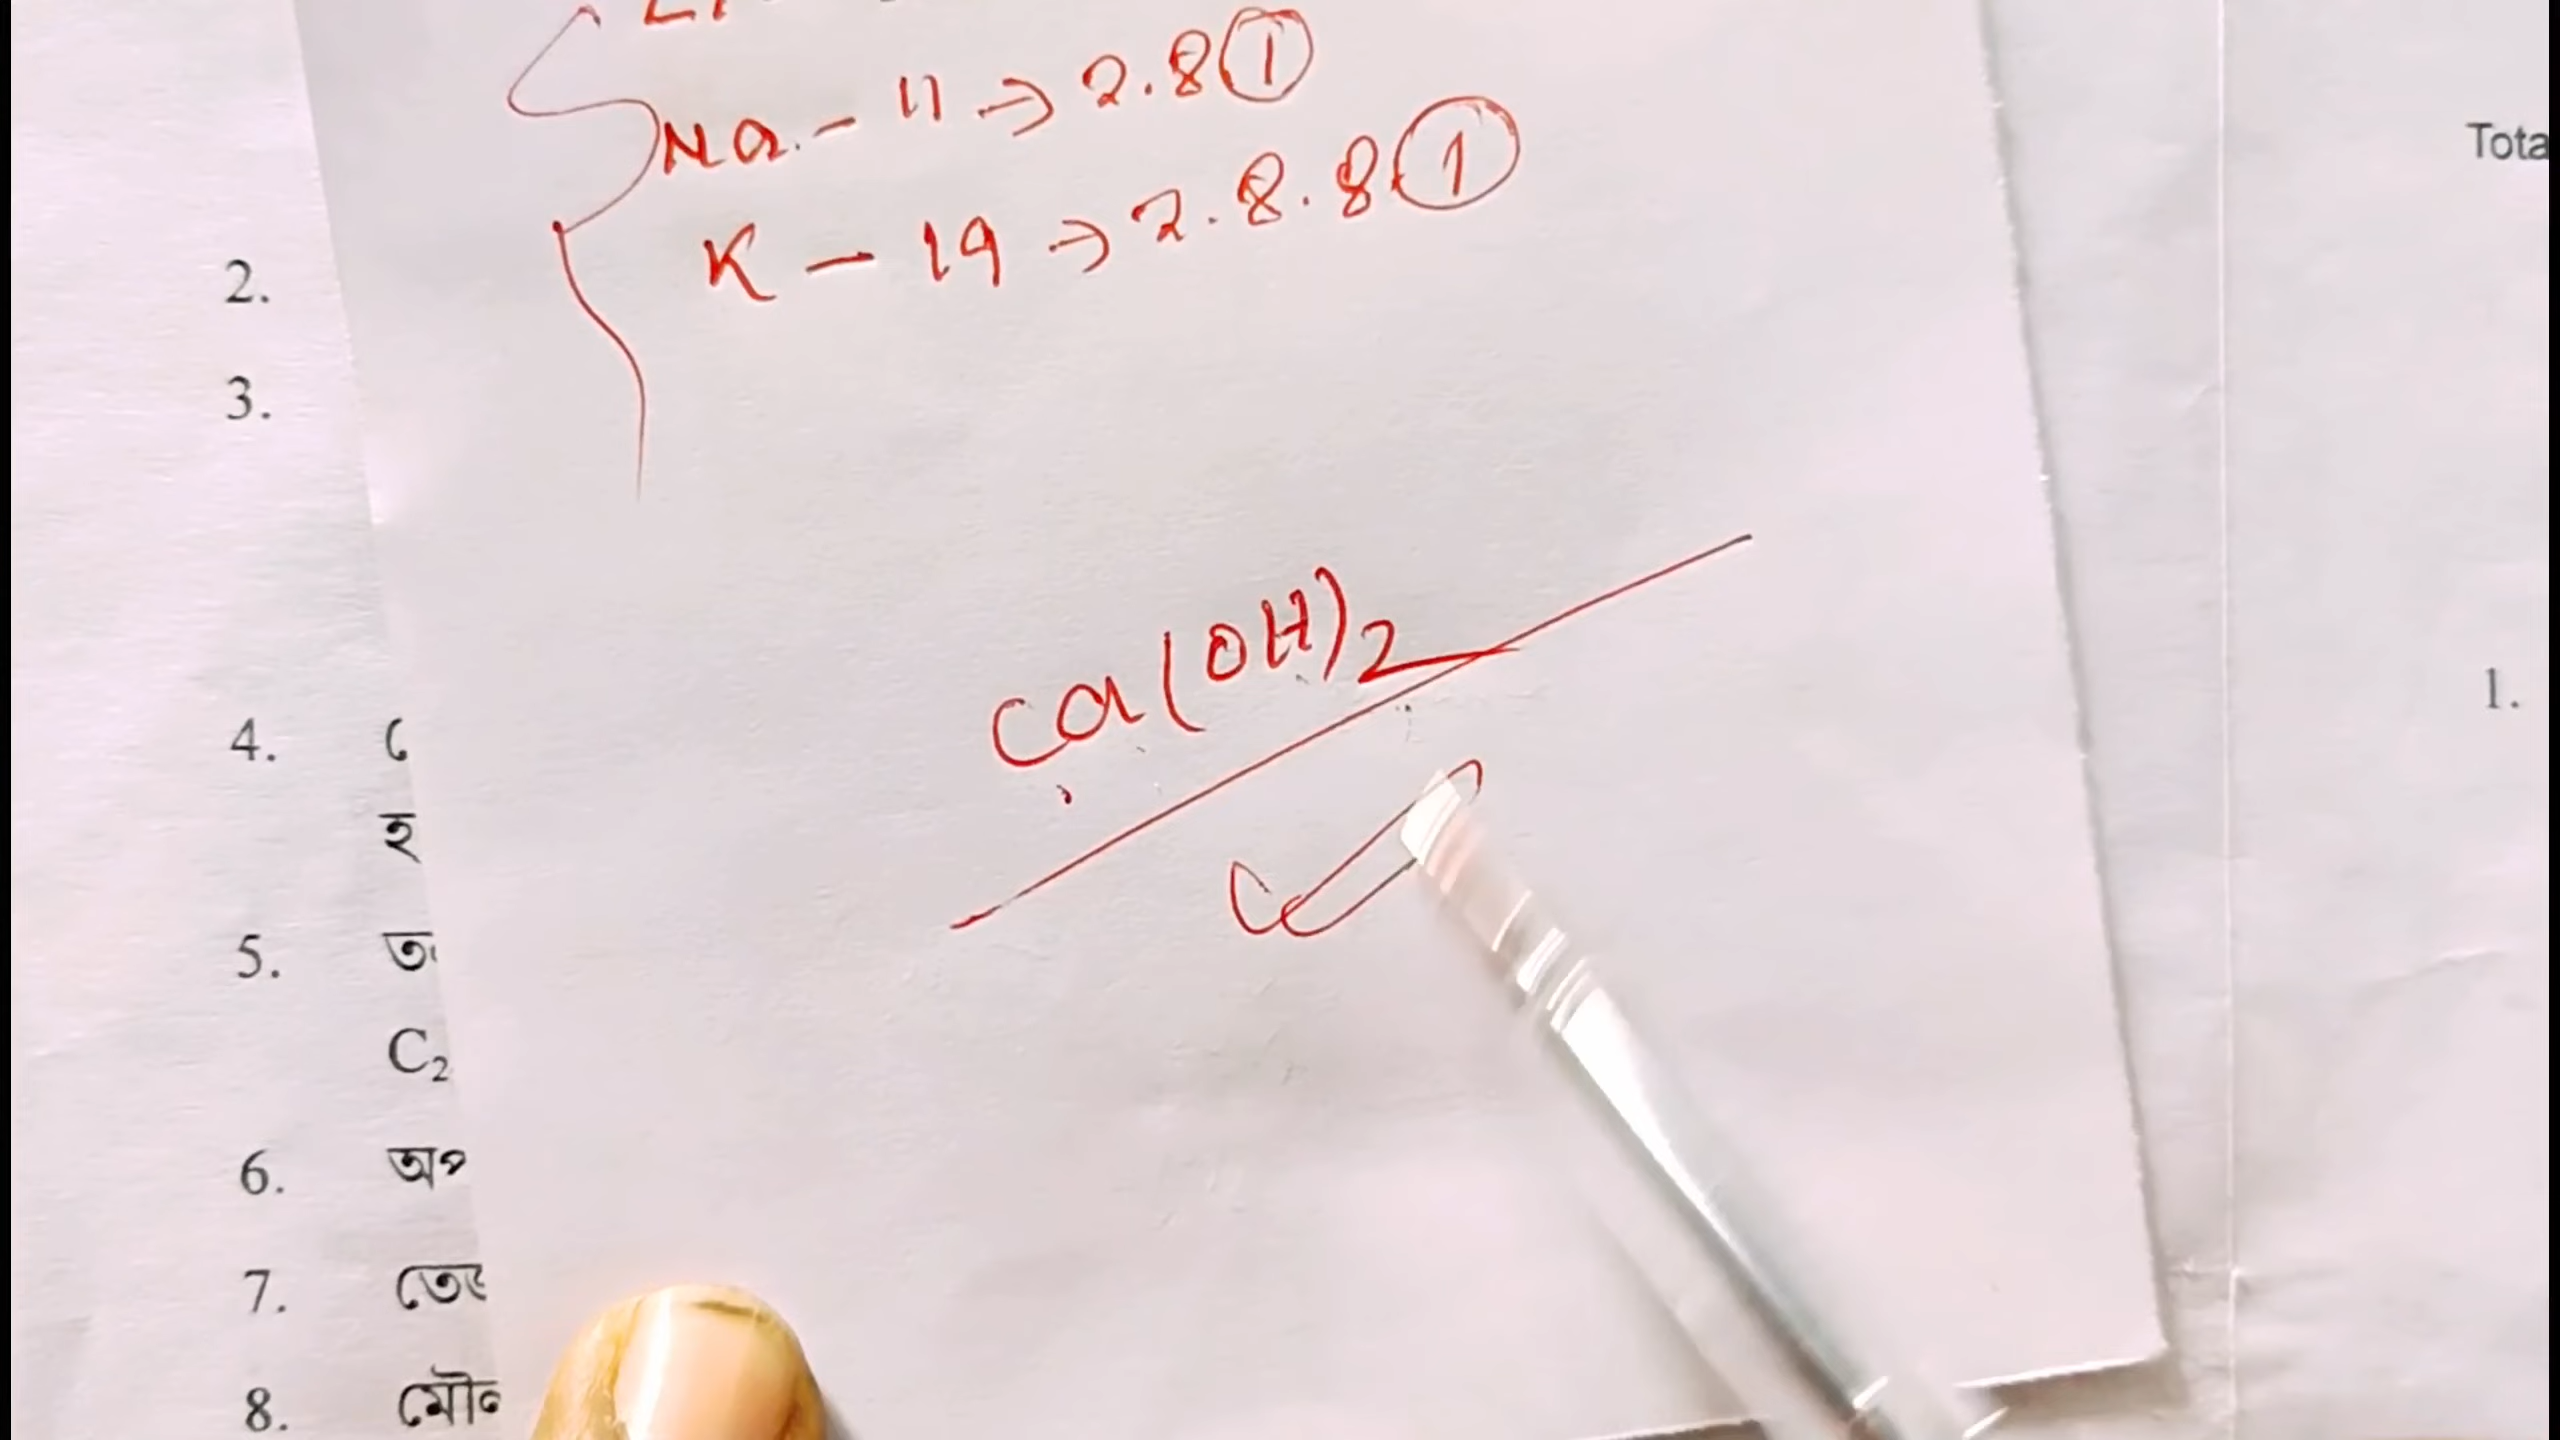 Na - 11 → 2.8 1
K - 19 → 2.8.8 1
Ca(OH)2
2.
3.
4.
হ
5.
C2
6.
7.
8.
Tota
1.